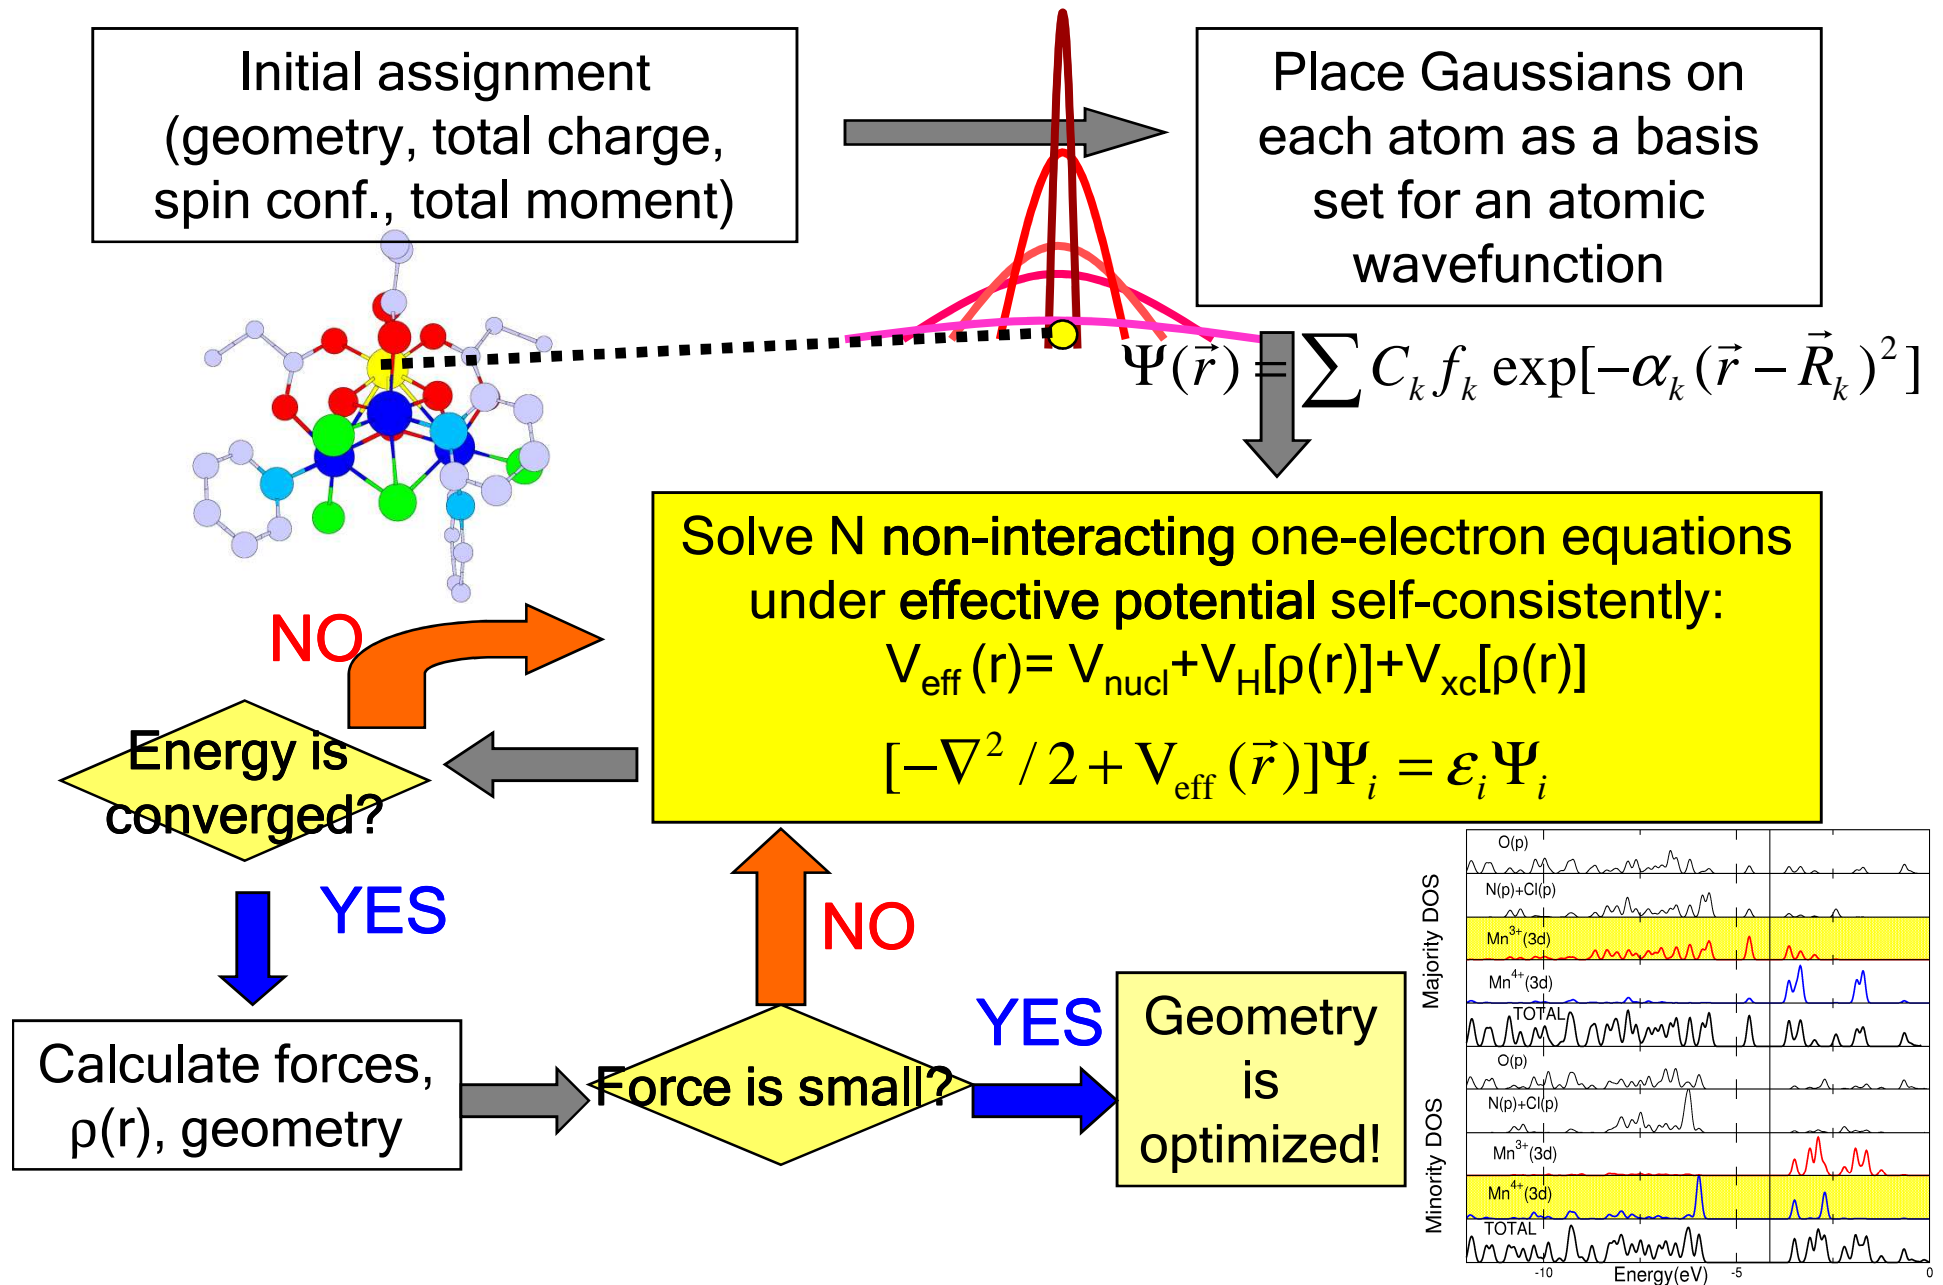 Initial assignment
(geometry, total charge,
spin conf., total moment)
Place Gaussians on
each atom as a basis
set for an atomic
wavefunction
Ψ(r⃗) = ∑ C_k f_k exp[−α_k (r⃗ − R⃗_k)²]
Solve N non-interacting one-electron equations
under effective potential self-consistently:
V_eff (r)= V_nucl+V_H[ρ(r)]+V_xc[ρ(r)]
[−∇² / 2 + V_eff (r⃗)]Ψ_i = ε_i Ψ_i
NO
Energy is
converged?
YES
Calculate forces,
ρ(r), geometry
Force is small?
NO
YES
Geometry
is
optimized!
Majority DOS
O(p)
N(p)+Cl(p)
Mn³⁺(3d)
Mn⁴⁺(3d)
TOTAL
Minority DOS
O(p)
N(p)+Cl(p)
Mn³⁺(3d)
Mn⁴⁺(3d)
TOTAL
-10 -5 0
Energy(eV)